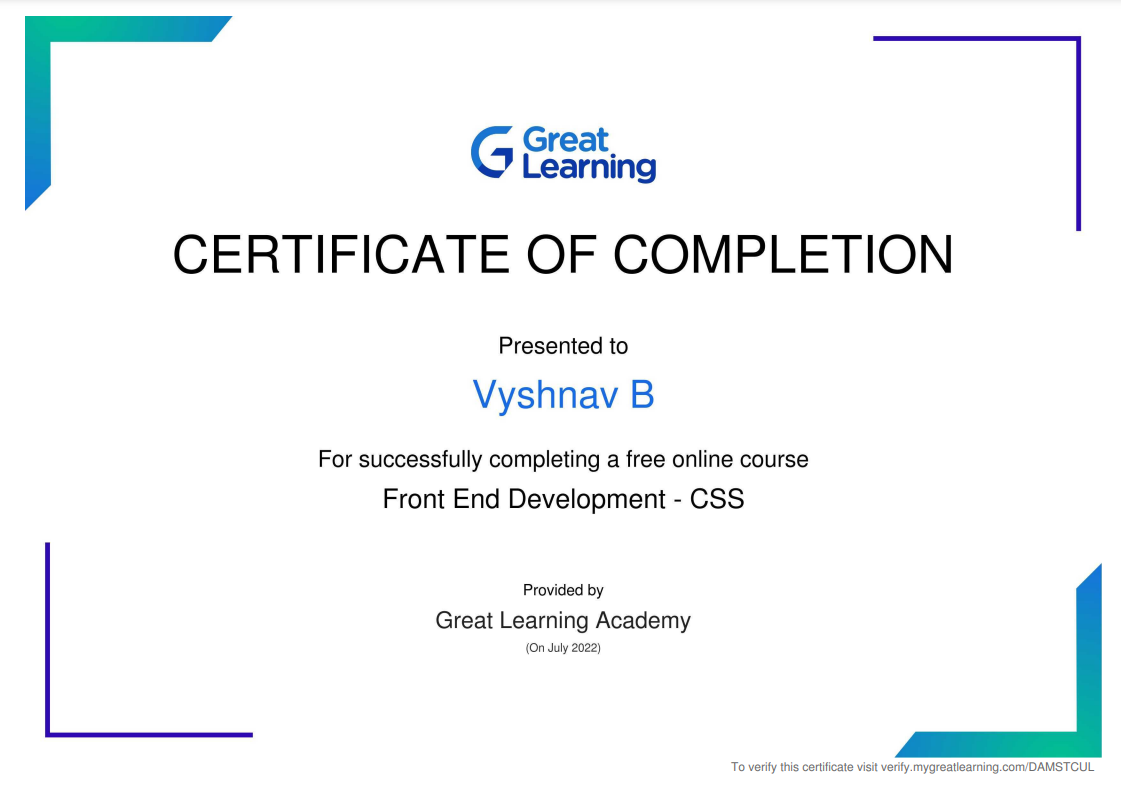 Great
Learning
CERTIFICATE OF COMPLETION
Presented to
Vyshnav B
For successfully completing a free online course
Front End Development - CSS
Provided by
Great Learning Academy
(On July 2022)
To verify this certificate visit verify.mygreatlearning.com/DAMSTCUL